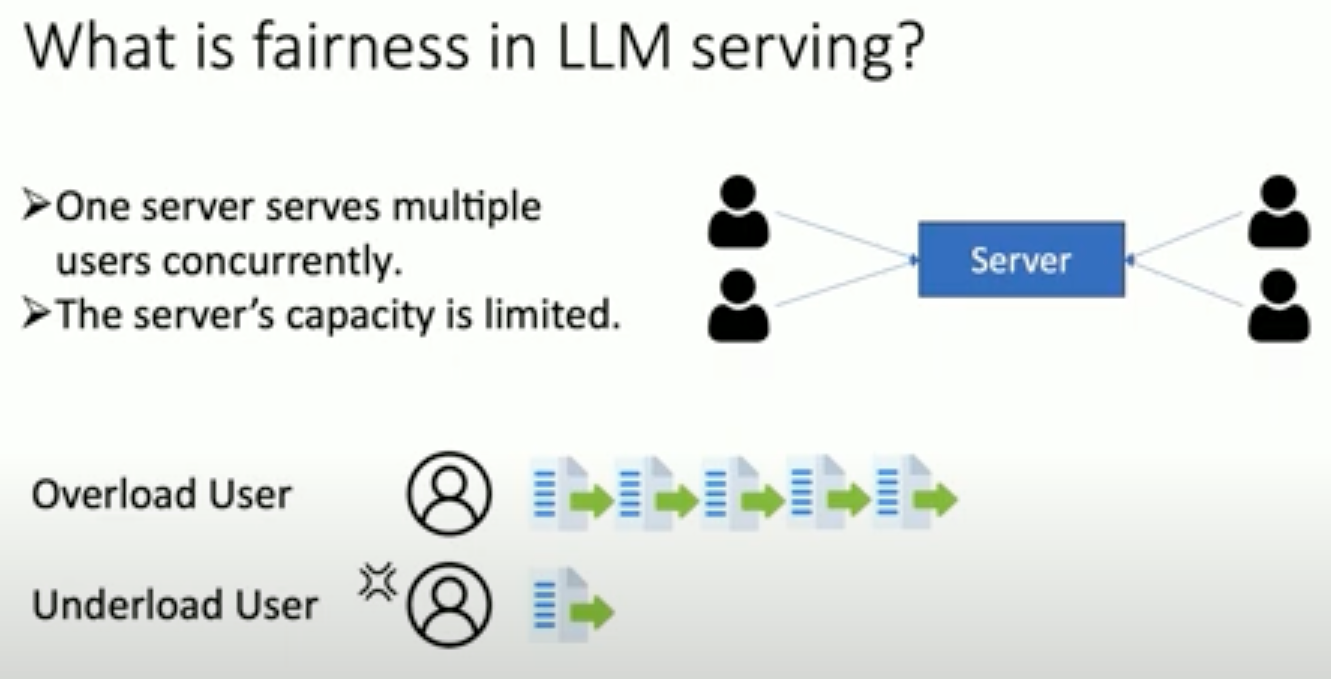 What is fairness in LLM serving?
➢One server serves multiple
users concurrently.
➢The server's capacity is limited.
Server
Overload User
Underload User